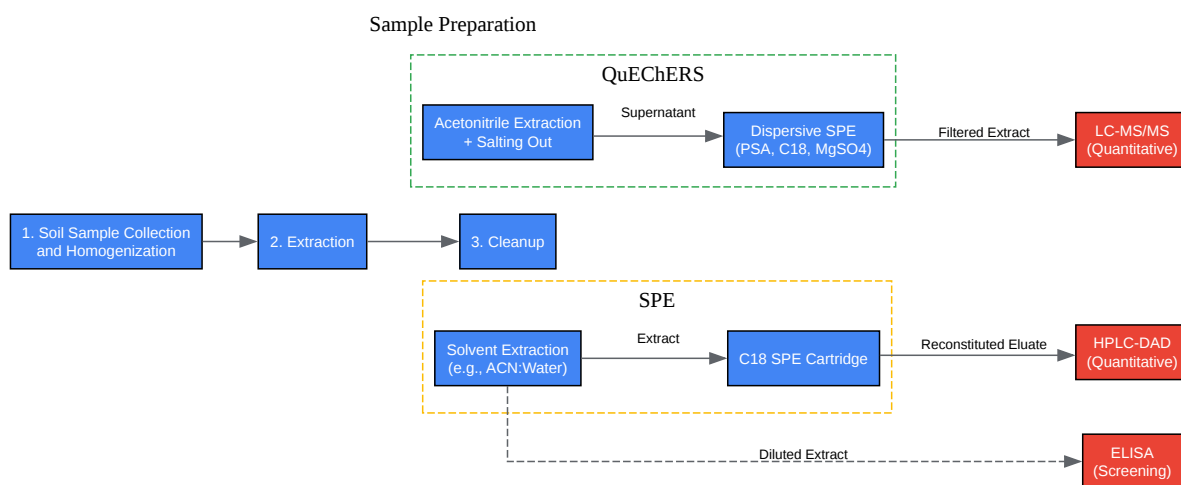 Sample Preparation
QuEChERS
Acetonitrile Extraction
+ Salting Out
Supernatant
Dispersive SPE
(PSA, C18, MgSO4)
Filtered Extract
LC-MS/MS
(Quantitative)
1. Soil Sample Collection
and Homogenization
2. Extraction
3. Cleanup
SPE
Solvent Extraction
(e.g., ACN:Water)
Extract
C18 SPE Cartridge
Reconstituted Eluate
HPLC-DAD
(Quantitative)
Diluted Extract
ELISA
(Screening)